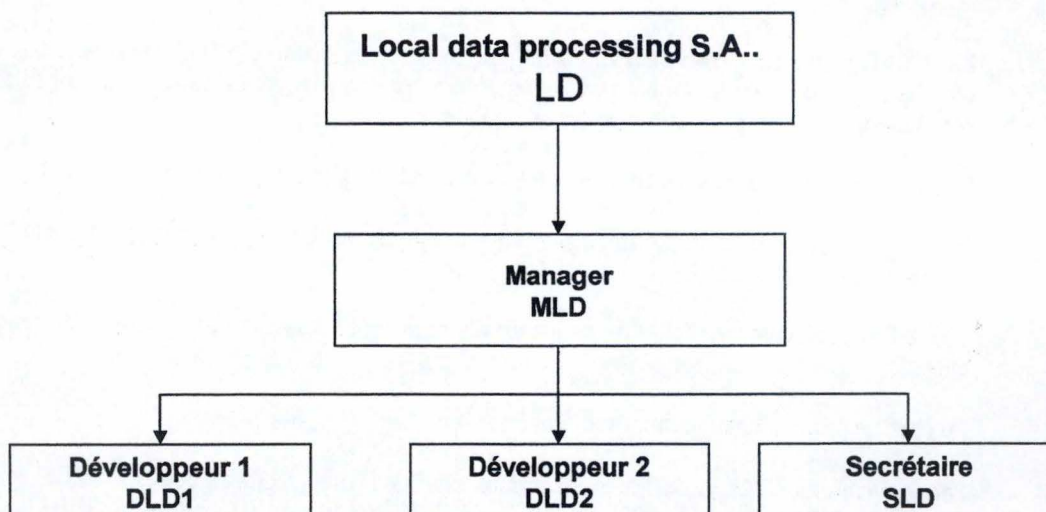 Local data processing S.A..
LD
Manager
MLD
Développeur 1
DLD1
Développeur 2
DLD2
Secrétaire
SLD